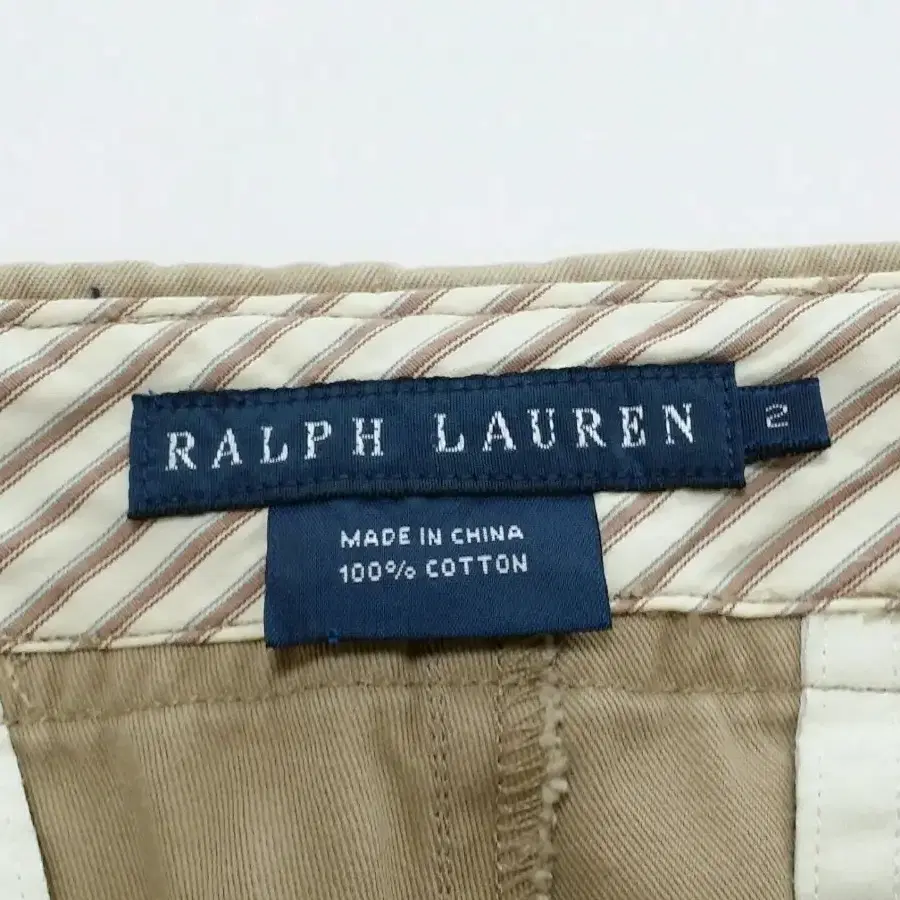 RALPH LAUREN
2
MADE IN CHINA
100% COTTON